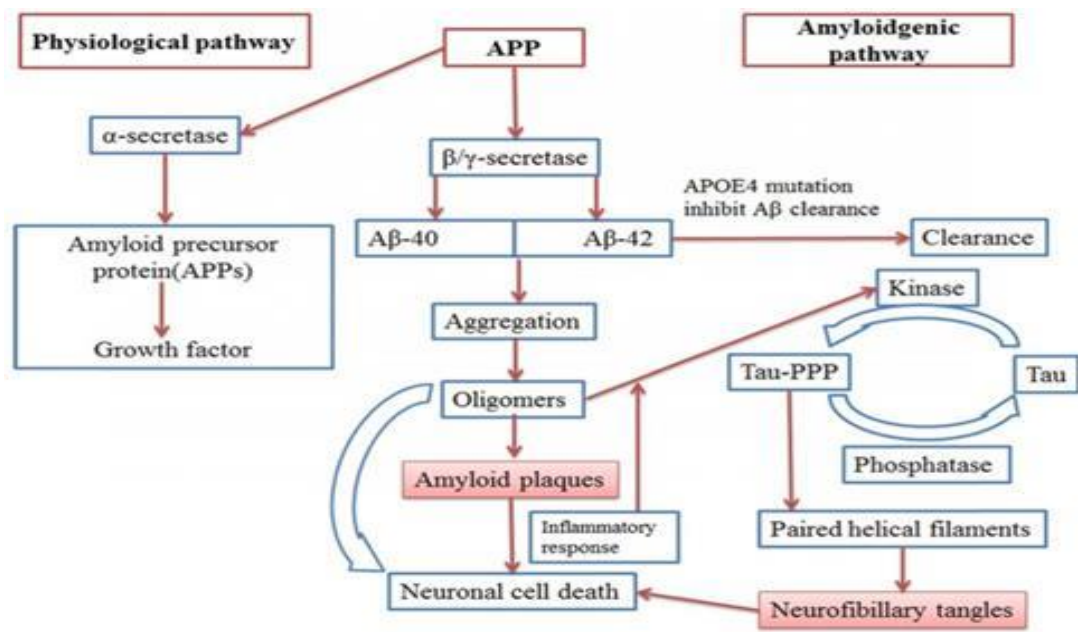 Physiological pathway
APP
Amyloidgenic
pathway
α-secretase
β/γ-secretase
APOE4 mutation
inhibit Aβ clearance
Amyloid precursor
protein(APPs)
Growth factor
Aβ-40
Aβ-42
Clearance
Aggregation
Kinase
Oligomers
Tau-PPP
Tau
Phosphatase
Amyloid plaques
Inflammatory
response
Paired helical filaments
Neuronal cell death
Neurofibillary tangles